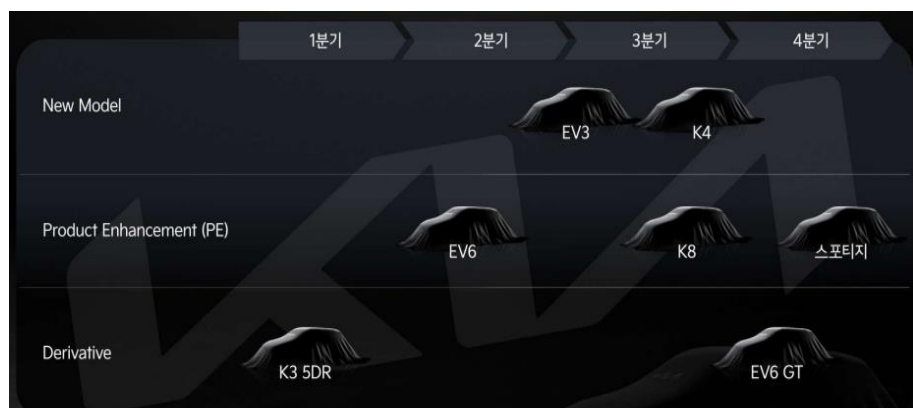 1분기 2분기 3분기 4분기
New Model
EV3 K4
Product Enhancement (PE)
EV6 K8 스포티지
Derivative
K3 5DR EV6 GT